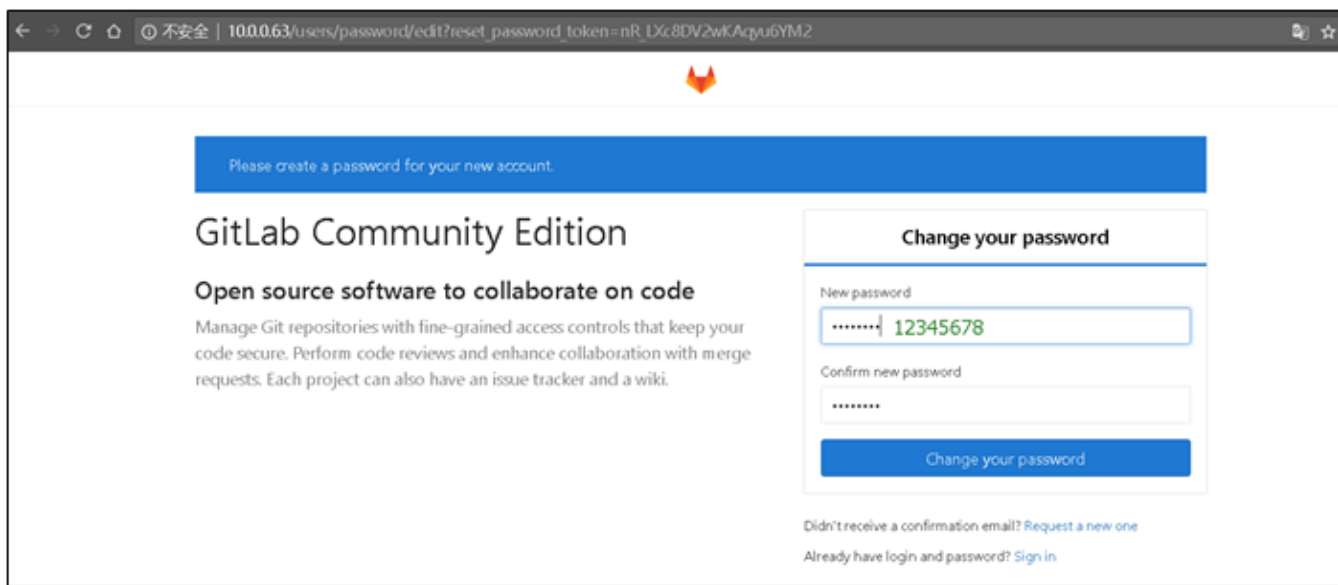 不安全 | 10.0.0.63/users/password/edit?reset_password_token=nR_LXc8DV2wKAqyu6YM2
Please create a password for your new account.
GitLab Community Edition
Open source software to collaborate on code
Manage Git repositories with fine-grained access controls that keep your
code secure. Perform code reviews and enhance collaboration with merge
requests. Each project can also have an issue tracker and a wiki.
Change your password
New password
•••••••• 12345678
Confirm new password
••••••••
Change your password
Didn't receive a confirmation email? Request a new one
Already have login and password? Sign in